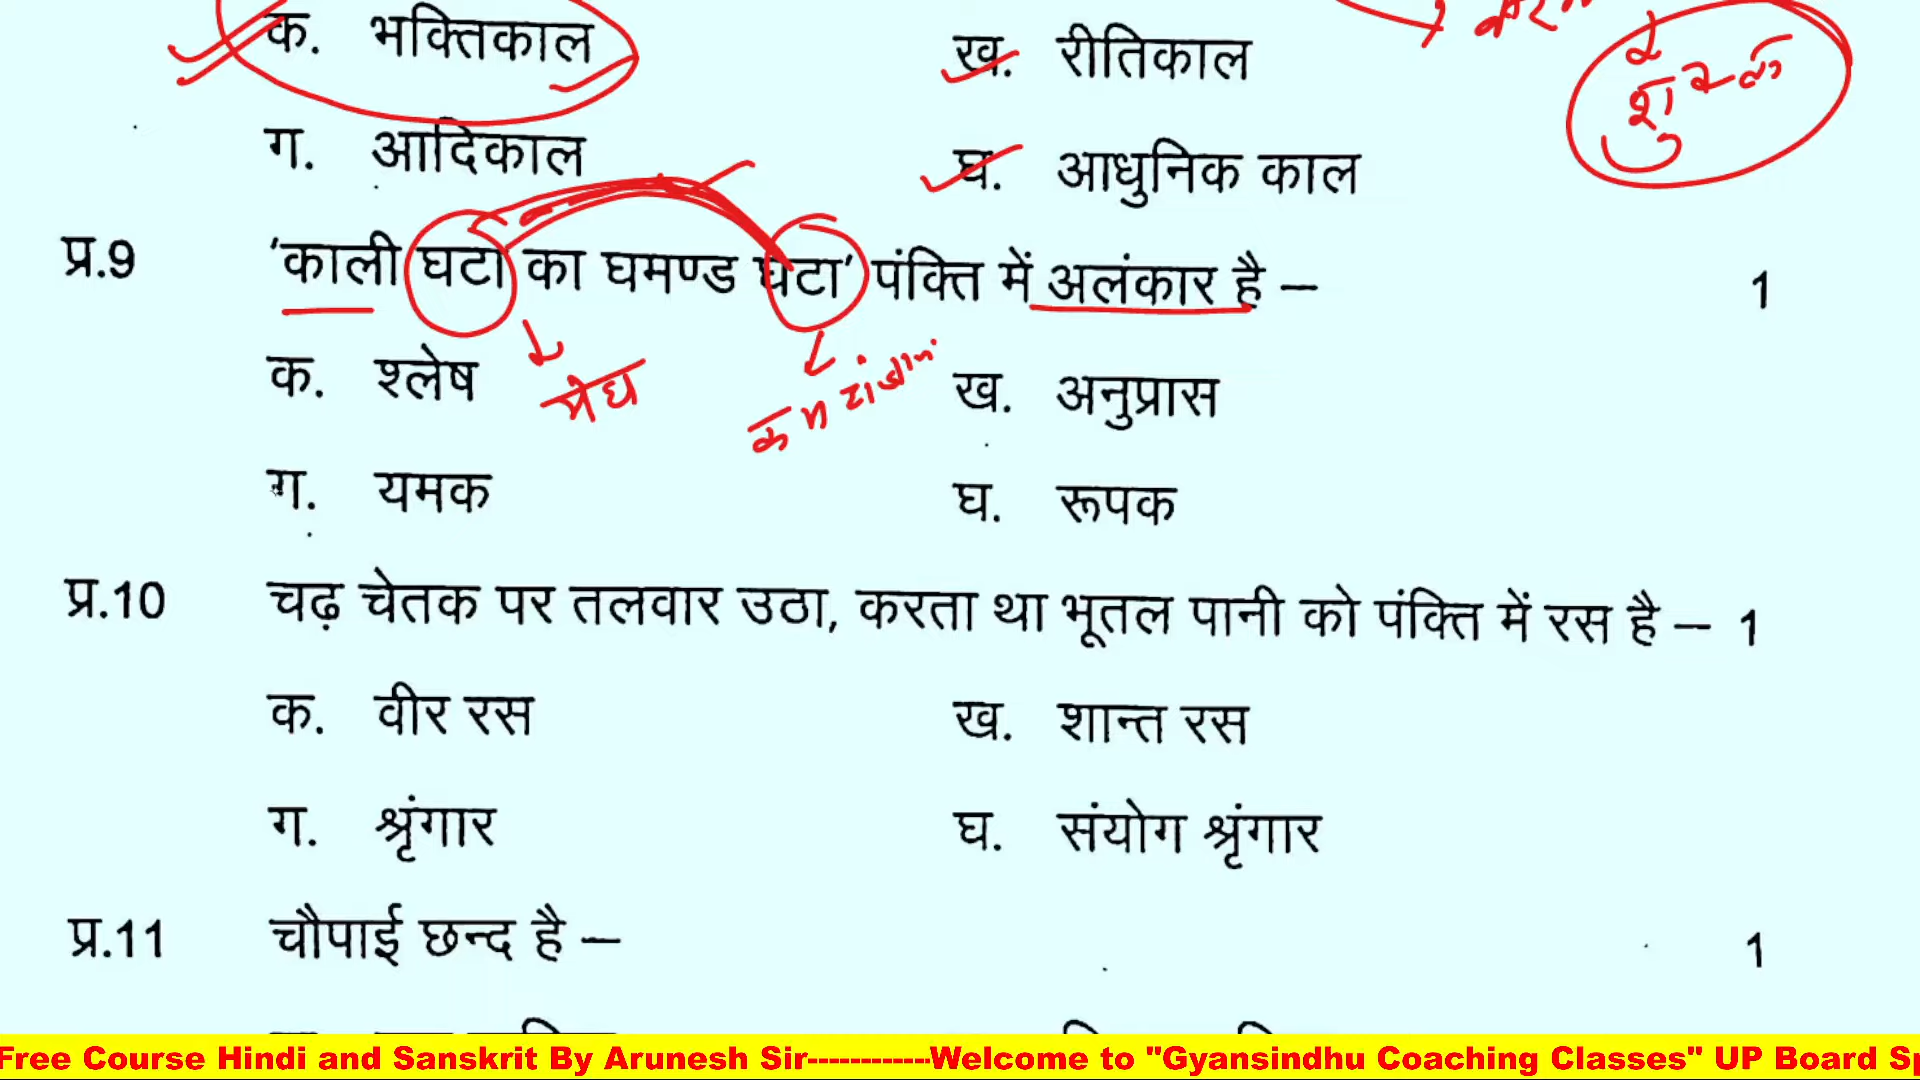 क. भक्तिकाल ख. रीतिकाल
ग. आदिकाल घ. आधुनिक काल
प्र.9 'काली घटा का घमण्ड घटा' पंक्ति में अलंकार है – 1
मेघ
क. श्लेष ख. अनुप्रास
ग. यमक घ. रूपक
प्र.10 चढ़ चेतक पर तलवार उठा, करता था भूतल पानी को पंक्ति में रस है – 1
क. वीर रस ख. शान्त रस
ग. श्रृंगार घ. संयोग श्रृंगार
प्र.11 चौपाई छन्द है – 1
Free Course Hindi and Sanskrit By Arunesh Sir-----------Welcome to "Gyansindhu Coaching Classes" UP Board Sp